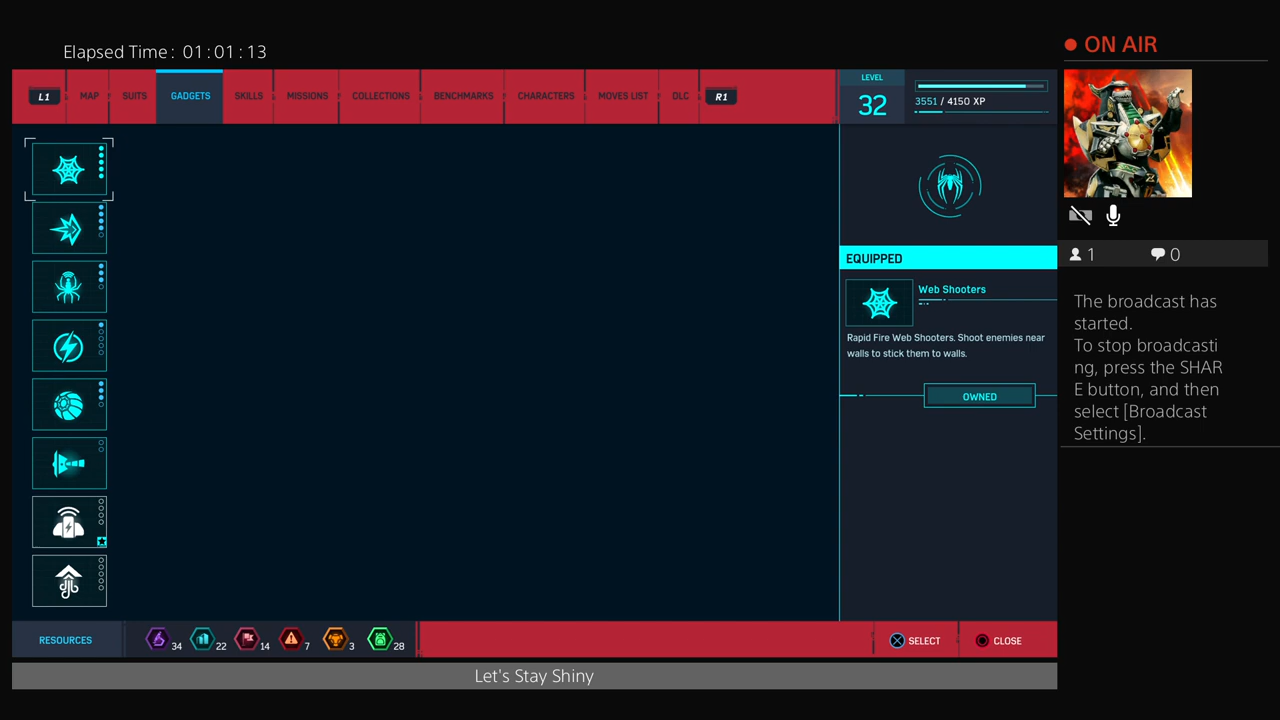 Elapsed Time: 01:01:13
ON AIR
L1 MAP SUITS GADGETS SKILLS MISSIONS COLLECTIONS BENCHMARKS CHARACTERS MOVES LIST DLC R1
LEVEL
32
3551 / 4150 XP
1 0
EQUIPPED
Web Shooters
Rapid Fire Web Shooters. Shoot enemies near
walls to stick them to walls.
OWNED
The broadcast has
started.
To stop broadcasti
ng, press the SHAR
E button, and then
select [Broadcast
Settings].
RESOURCES 34 22 14 7 3 28 SELECT CLOSE
Let's Stay Shiny